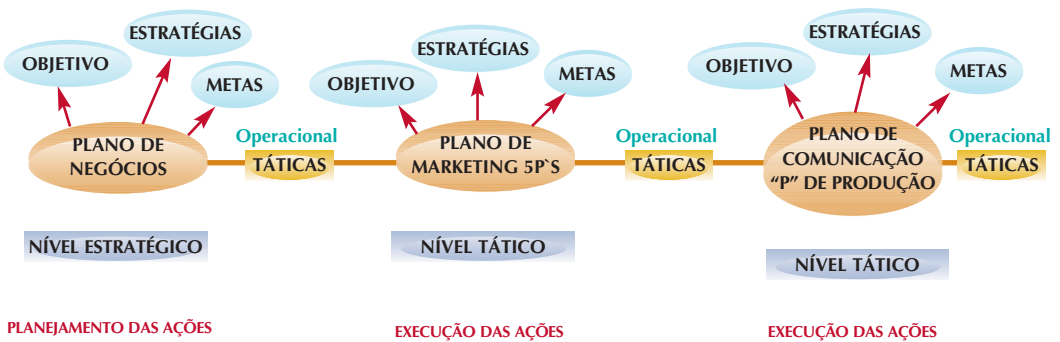 OBJETIVO
ESTRATÉGIAS
METAS
PLANO DE
NEGÓCIOS
Operacional
TÁTICAS
OBJETIVO
ESTRATÉGIAS
METAS
PLANO DE
MARKETING 5P`S
Operacional
TÁTICAS
OBJETIVO
ESTRATÉGIAS
METAS
PLANO DE
COMUNICAÇÃO
“P” DE PRODUÇÃO
Operacional
TÁTICAS
NÍVEL ESTRATÉGICO
NÍVEL TÁTICO
NÍVEL TÁTICO
PLANEJAMENTO DAS AÇÕES
EXECUÇÃO DAS AÇÕES
EXECUÇÃO DAS AÇÕES